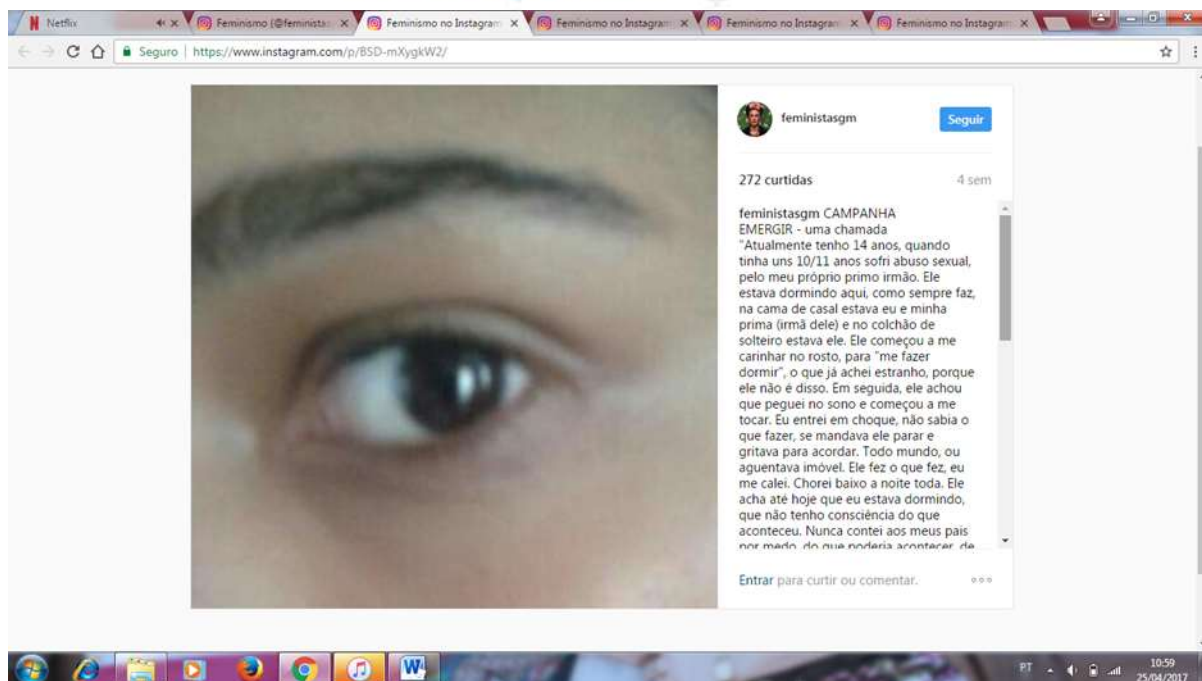 Netflix
Feminismo (@feminista:
Feminismo no Instagram
Feminismo no Instagram
Feminismo no Instagram
Feminismo no Instagram
Seguro | https://www.instagram.com/p/BSD-mXygkW2/
feministasgm
Seguir
272 curtidas
4 sem
feministasgm CAMPANHA
EMERGIR - uma chamada
"Atualmente tenho 14 anos, quando
tinha uns 10/11 anos sofri abuso sexual,
pelo meu próprio primo irmão. Ele
estava dormindo aqui, como sempre faz,
na cama de casal estava eu e minha
prima (irmã dele) e no colchão de
solteiro estava ele. Ele começou a me
carinhar no rosto, para "me fazer
dormir", o que já achei estranho, porque
ele não é disso. Em seguida, ele achou
que peguei no sono e começou a me
tocar. Eu entrei em choque, não sabia o
que fazer, se mandava ele parar e
gritava para acordar. Todo mundo, ou
aguentava imóvel. Ele fez o que fez, eu
me calei. Chorei baixo a noite toda. Ele
acha até hoje que eu estava dormindo,
que não tenho consciência do que
aconteceu. Nunca contei aos meus pais
por medo, do que poderia acontecer, de
Entrar para curtir ou comentar.
PT
10:59
25/04/2017